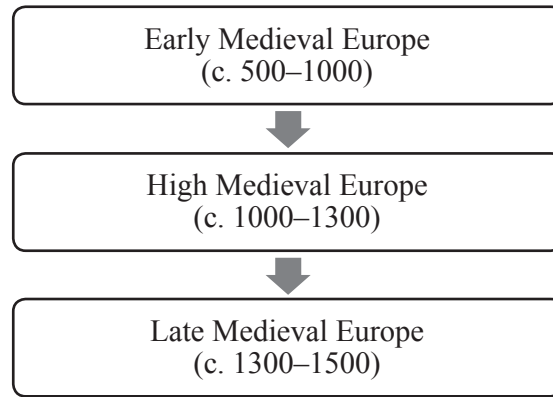 Early Medieval Europe
(c. 500–1000)
High Medieval Europe
(c. 1000–1300)
Late Medieval Europe
(c. 1300–1500)